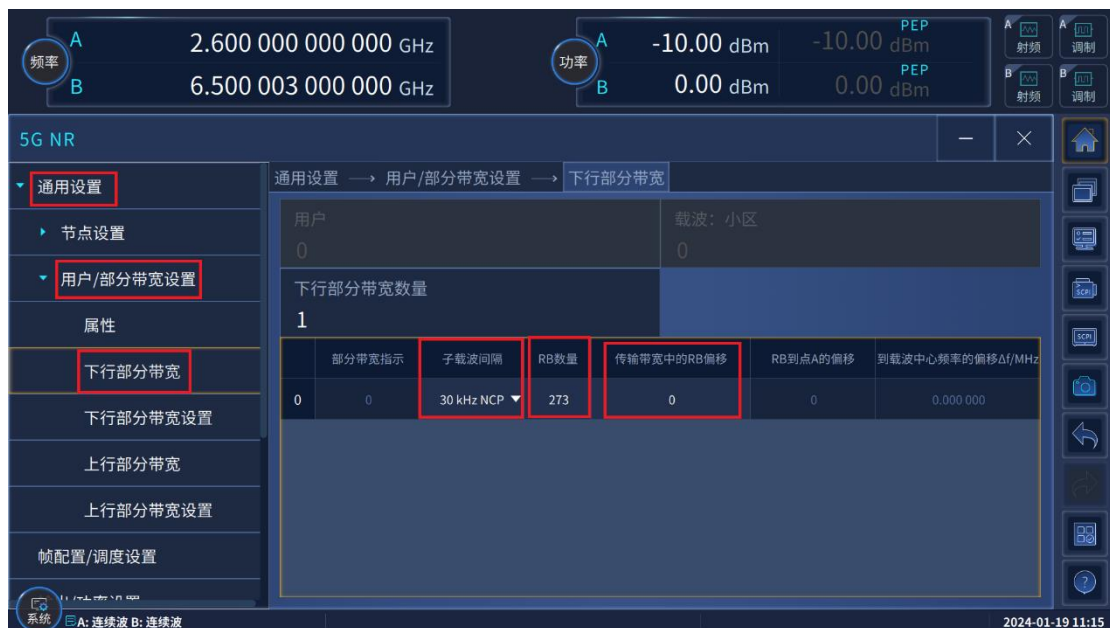 频率
A 2.600 000 000 000 GHz
B 6.500 003 000 000 GHz
功率
A -10.00 dBm PEP -10.00 dBm
B 0.00 dBm PEP 0.00 dBm
A 射频
A 调制
B 射频
B 调制
5G NR
通用设置
节点设置
用户/部分带宽设置
属性
下行部分带宽
下行部分带宽设置
上行部分带宽
上行部分带宽设置
帧配置/调度设置
通用设置 → 用户/部分带宽设置 → 下行部分带宽
用户
0
载波：小区
0
下行部分带宽数量
1
部分带宽指示 子载波间隔 RB数量 传输带宽中的RB偏移 RB到点A的偏移 到载波中心频率的偏移Δf/MHz
0 0 30 kHz NCP 273 0 0 0.000 000
SCPI
SCPI
系统
A: 连续波 B: 连续波
2024-01-19 11:15